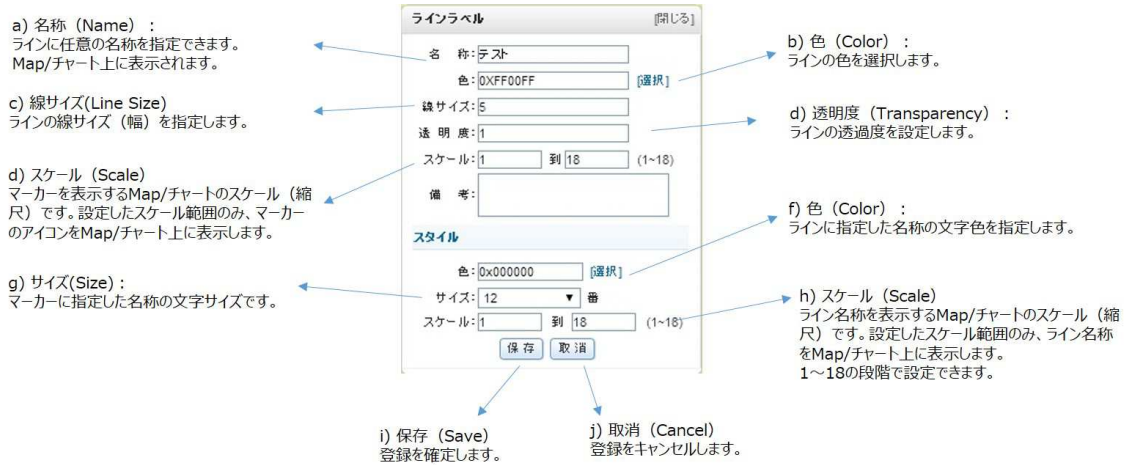 a) 名称（Name）：
ラインに任意の名称を指定できます。
Map/チャート上に表示されます。
c) 線サイズ(Line Size)
ラインの線サイズ（幅）を指定します。
d) スケール（Scale）
マーカーを表示するMap/チャートのスケール（縮
尺）です。設定したスケール範囲のみ、マーカー
のアイコンをMap/チャート上に表示します。
g) サイズ(Size)：
マーカーに指定した名称の文字サイズです。
ラインラベル [閉じる]
名 称: テスト
色: 0XFF00FF [選択]
線サイズ: 5
透 明 度: 1
スケール: 1 到 18 (1~18)
備 考:
スタイル
色: 0x000000 [選択]
サイズ: 12 ▼ 番
スケール: 1 到 18 (1~18)
保存 取消
b) 色（Color）：
ラインの色を選択します。
d) 透明度（Transparency）：
ラインの透過度を設定します。
f) 色（Color）：
ラインに指定した名称の文字色を指定します。
h) スケール（Scale）
ライン名称を表示するMap/チャートのスケール（縮
尺）です。設定したスケール範囲のみ、ライン名称
をMap/チャート上に表示します。
1～18の段階で設定できます。
i) 保存（Save）
登録を確定します。
j) 取消（Cancel）
登録をキャンセルします。